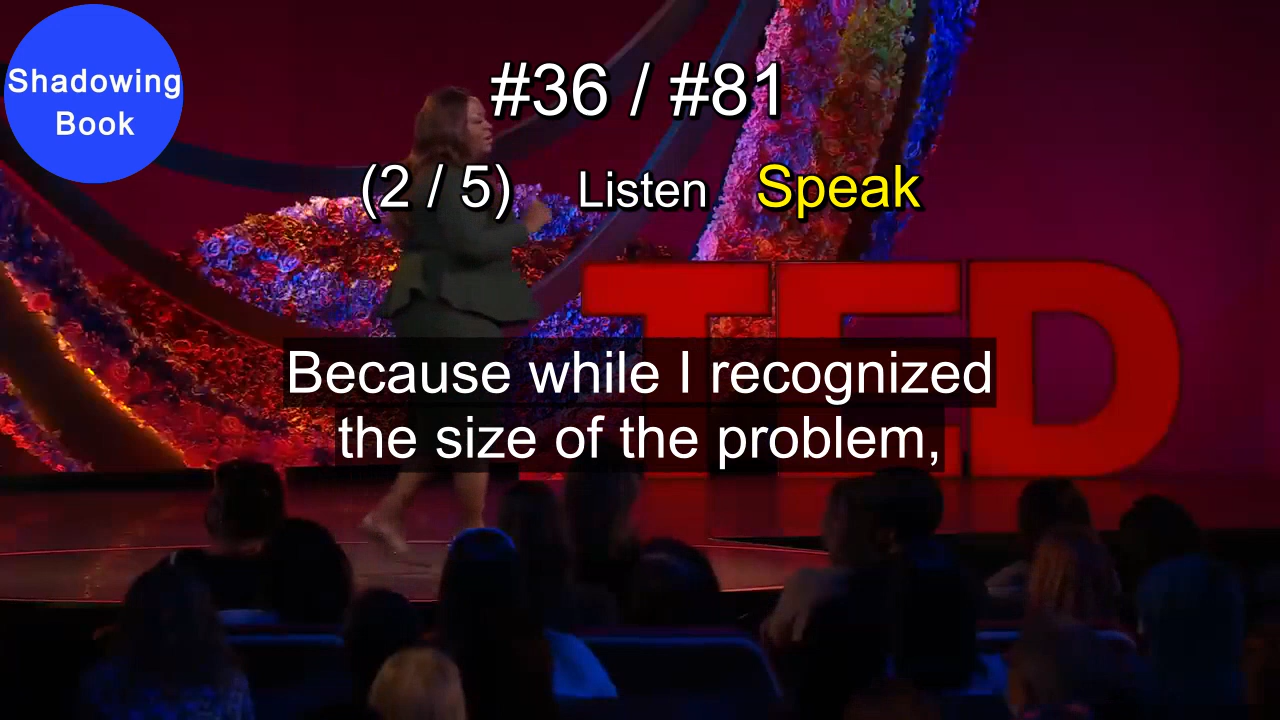 Shadowing
Book
#36 / #81
(2 / 5) Listen Speak
TED
Because while I recognized
the size of the problem,